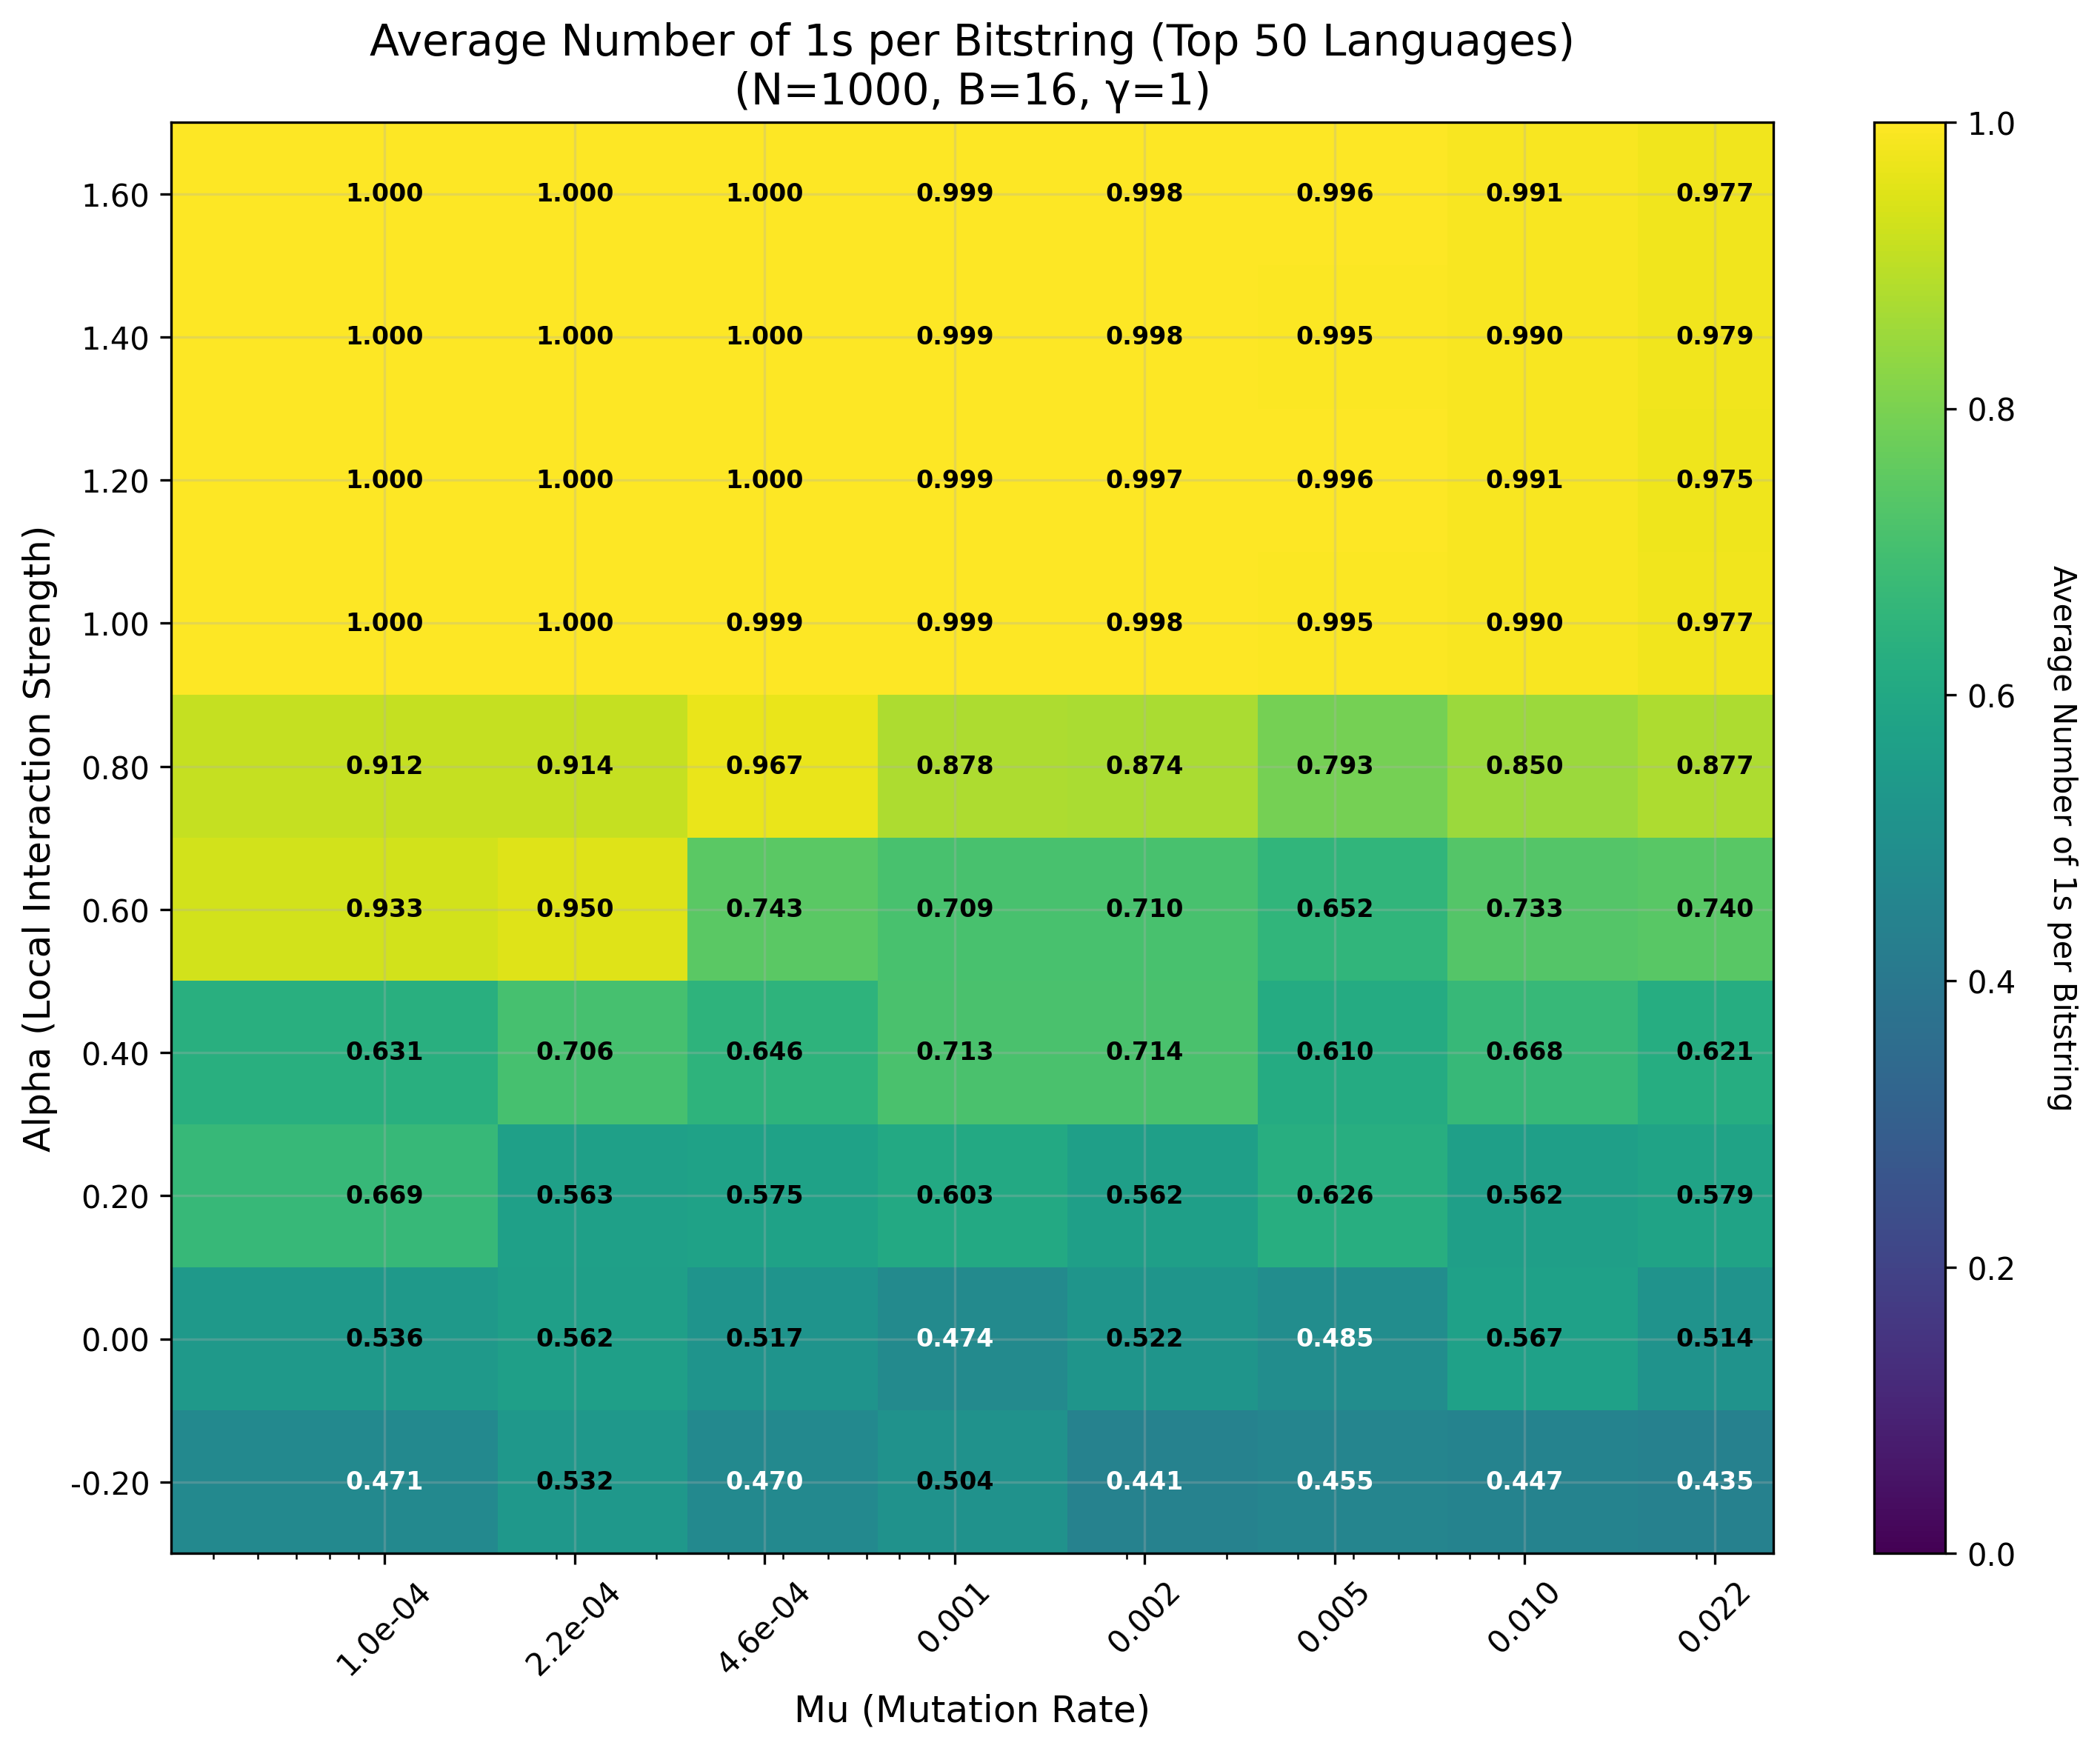 Average Number of 1s per Bitstring (Top 50 Languages)
(N=1000, B=16, γ=1)
Alpha (Local Interaction Strength)
1.60 1.000 1.000 1.000 0.999 0.998 0.996 0.991 0.977
1.40 1.000 1.000 1.000 0.999 0.998 0.995 0.990 0.979
1.20 1.000 1.000 1.000 0.999 0.997 0.996 0.991 0.975
1.00 1.000 1.000 0.999 0.999 0.998 0.995 0.990 0.977
0.80 0.912 0.914 0.967 0.878 0.874 0.793 0.850 0.877
0.60 0.933 0.950 0.743 0.709 0.710 0.652 0.733 0.740
0.40 0.631 0.706 0.646 0.713 0.714 0.610 0.668 0.621
0.20 0.669 0.563 0.575 0.603 0.562 0.626 0.562 0.579
0.00 0.536 0.562 0.517 0.474 0.522 0.485 0.567 0.514
-0.20 0.471 0.532 0.470 0.504 0.441 0.455 0.447 0.435
1.0e-04 2.2e-04 4.6e-04 0.001 0.002 0.005 0.010 0.022
Mu (Mutation Rate)
1.0
0.8
0.6
0.4
0.2
0.0
Average Number of 1s per Bitstring